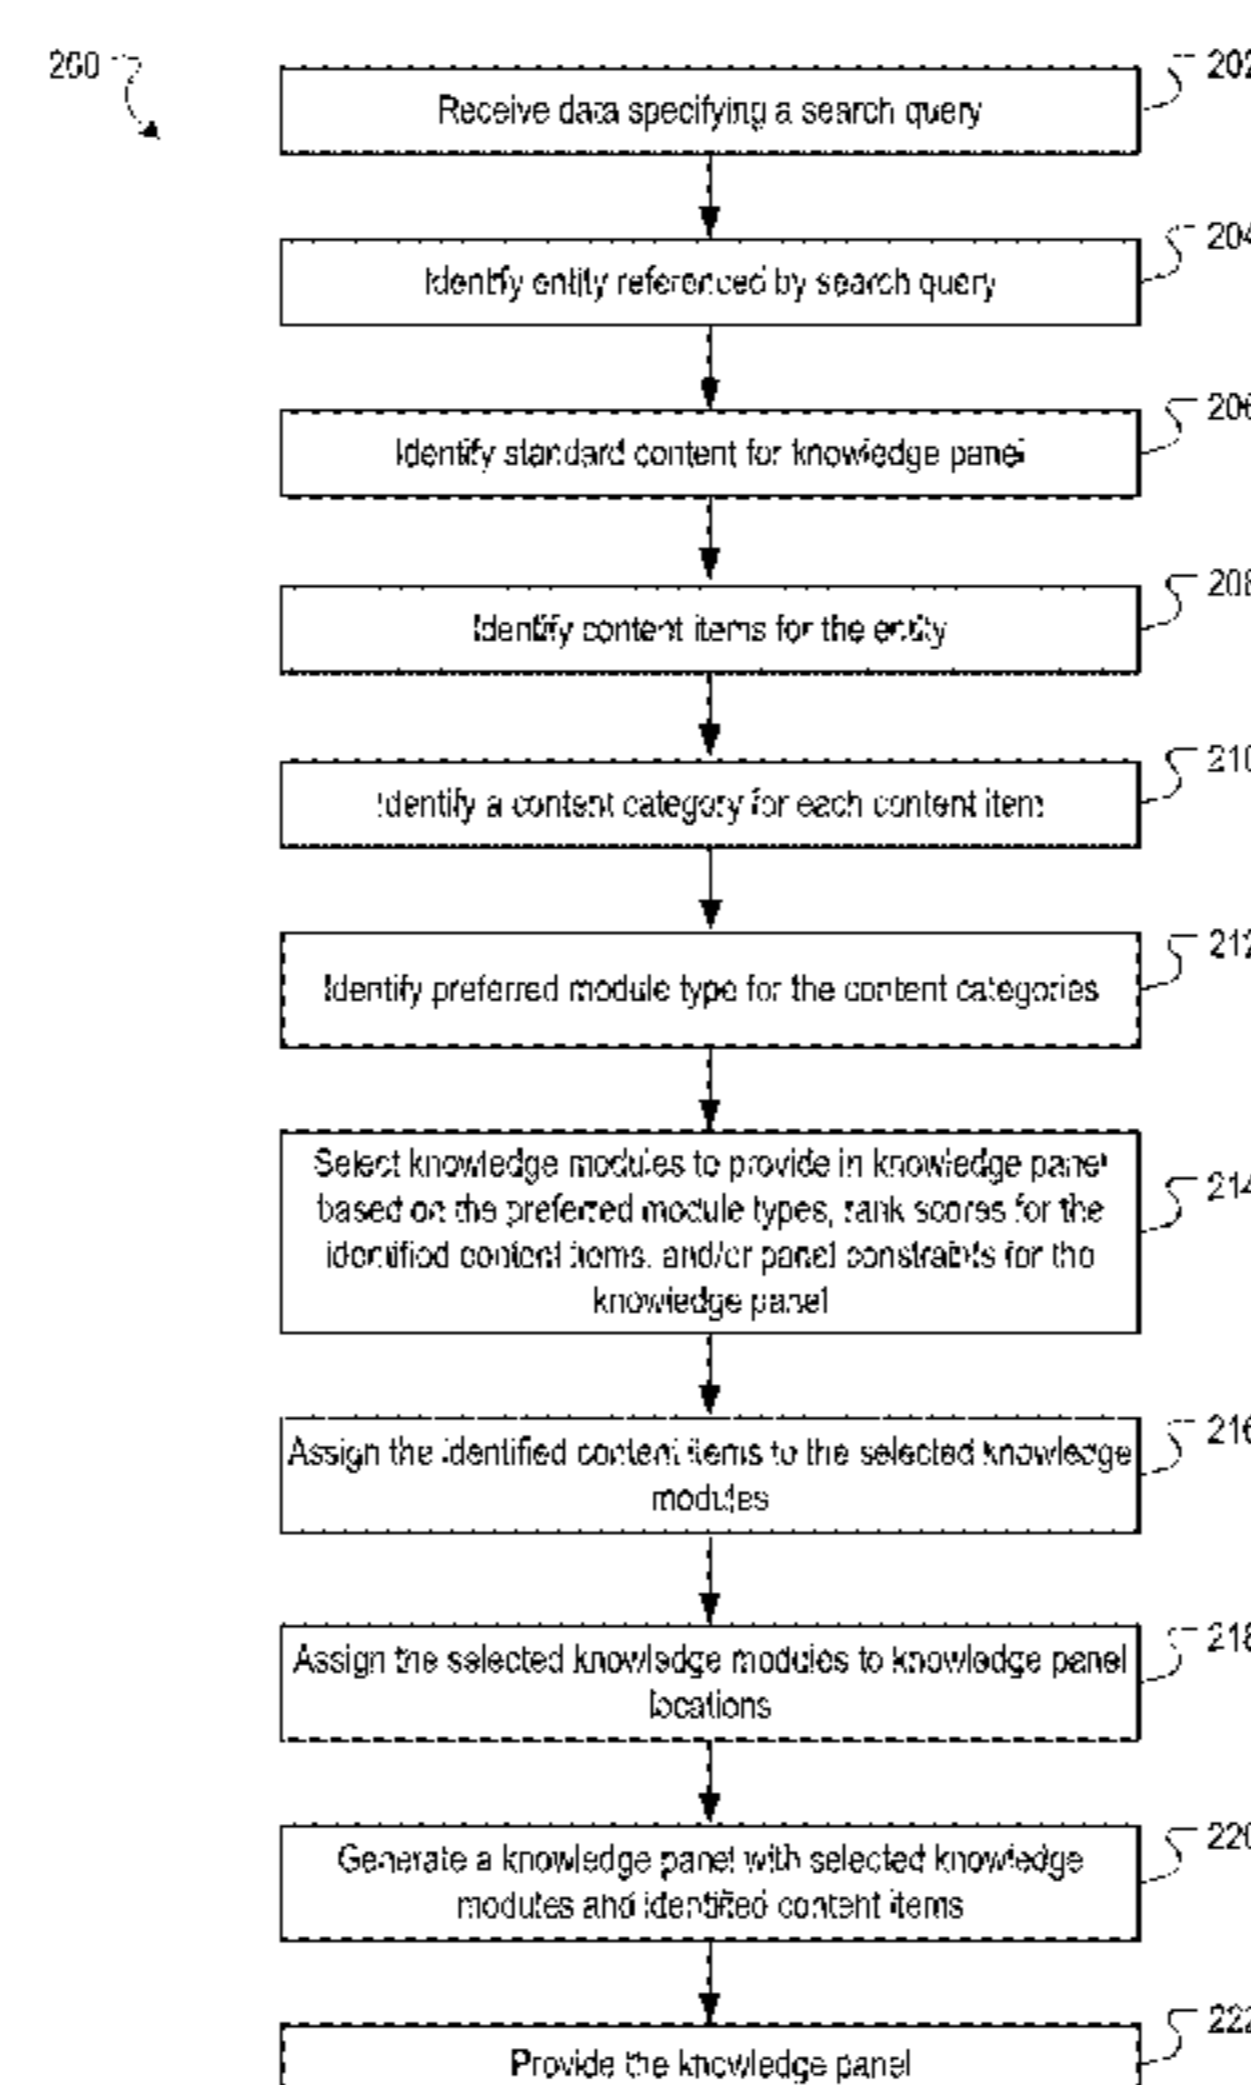 200
202
Receive data specifying a search query
204
Identify entity referenced by search query
206
Identify standard content for knowledge panel
208
Identify content items for the entity
210
Identify a content category for each content item
212
Identify preferred module type for the content categories
214
Select knowledge modules to provide in knowledge panel
based on the preferred module types, rank scores for the
identified content items, and/or panel constraints for the
knowledge panel
216
Assign the identified content items to the selected knowledge
modules
218
Assign the selected knowledge modules to knowledge panel
locations
220
Generate a knowledge panel with selected knowledge
modules and identified content items
222
Provide the knowledge panel